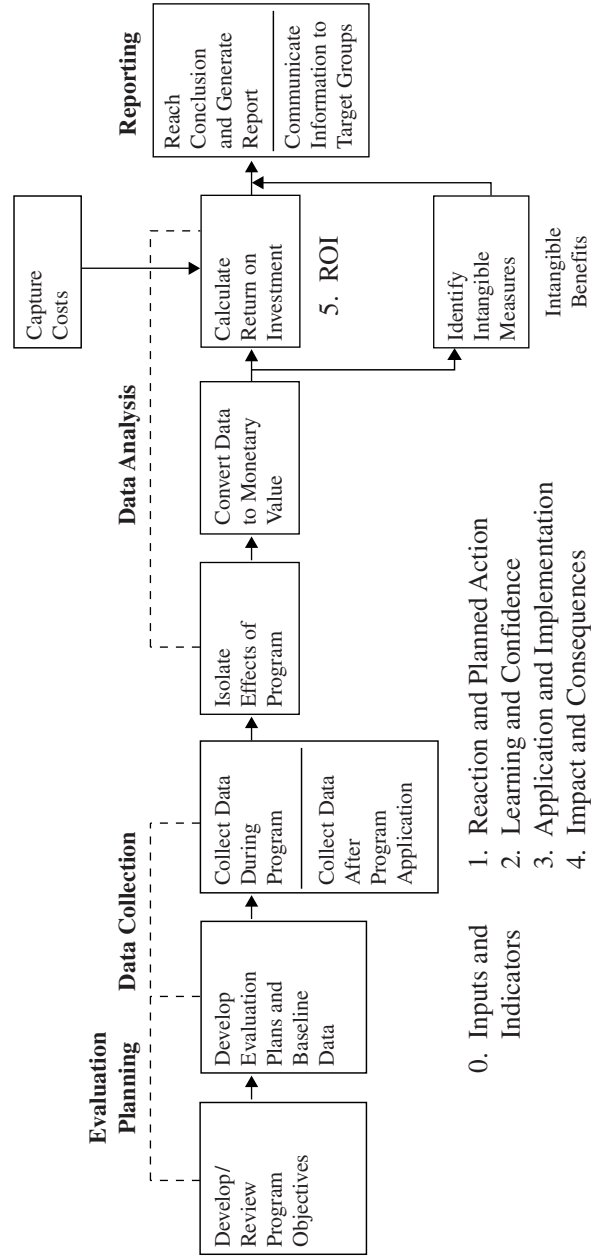 Evaluation
Planning
Data Collection
Data Analysis
Reporting
Develop/
Review
Program
Objectives
Develop
Evaluation
Plans and
Baseline
Data
Collect Data
During
Program
Collect Data
After
Program
Application
Isolate
Effects of
Program
Convert Data
to Monetary
Value
Capture
Costs
Calculate
Return on
Investment
Reach
Conclusion
and Generate
Report
Communicate
Information to
Target Groups
5. ROI
Identify
Intangible
Measures
Intangible
Benefits
0. Inputs and
Indicators
1. Reaction and Planned Action
2. Learning and Confidence
3. Application and Implementation
4. Impact and Consequences